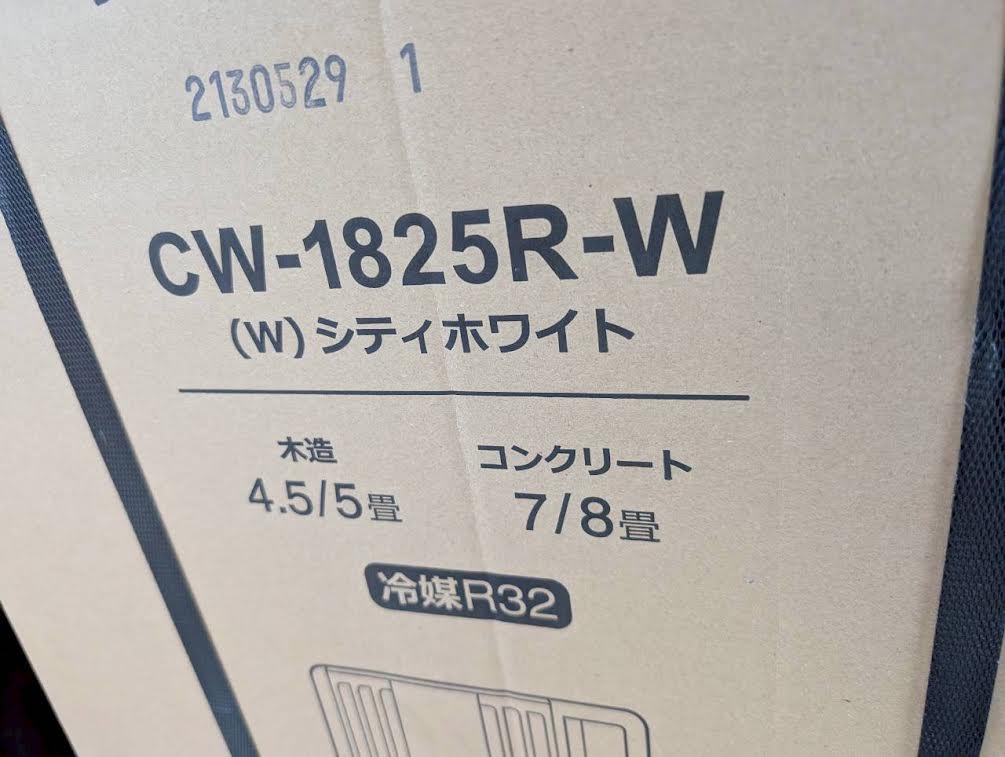 2130529 1
CW-1825R-W
(W) シティホワイト
木造 コンクリート
4.5/5畳 7/8畳
冷媒R32